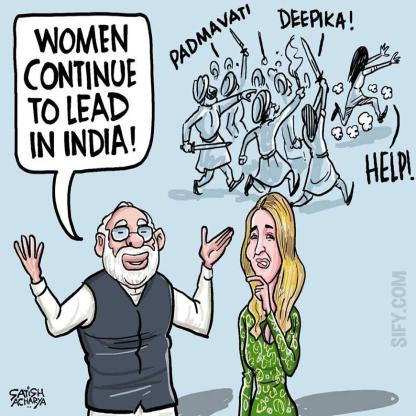 WOMEN
CONTINUE
TO LEAD
IN INDIA!
PADMAVATI
DEEPIKA!
HELP!
SIFY.COM
SATISH
ACHARYA